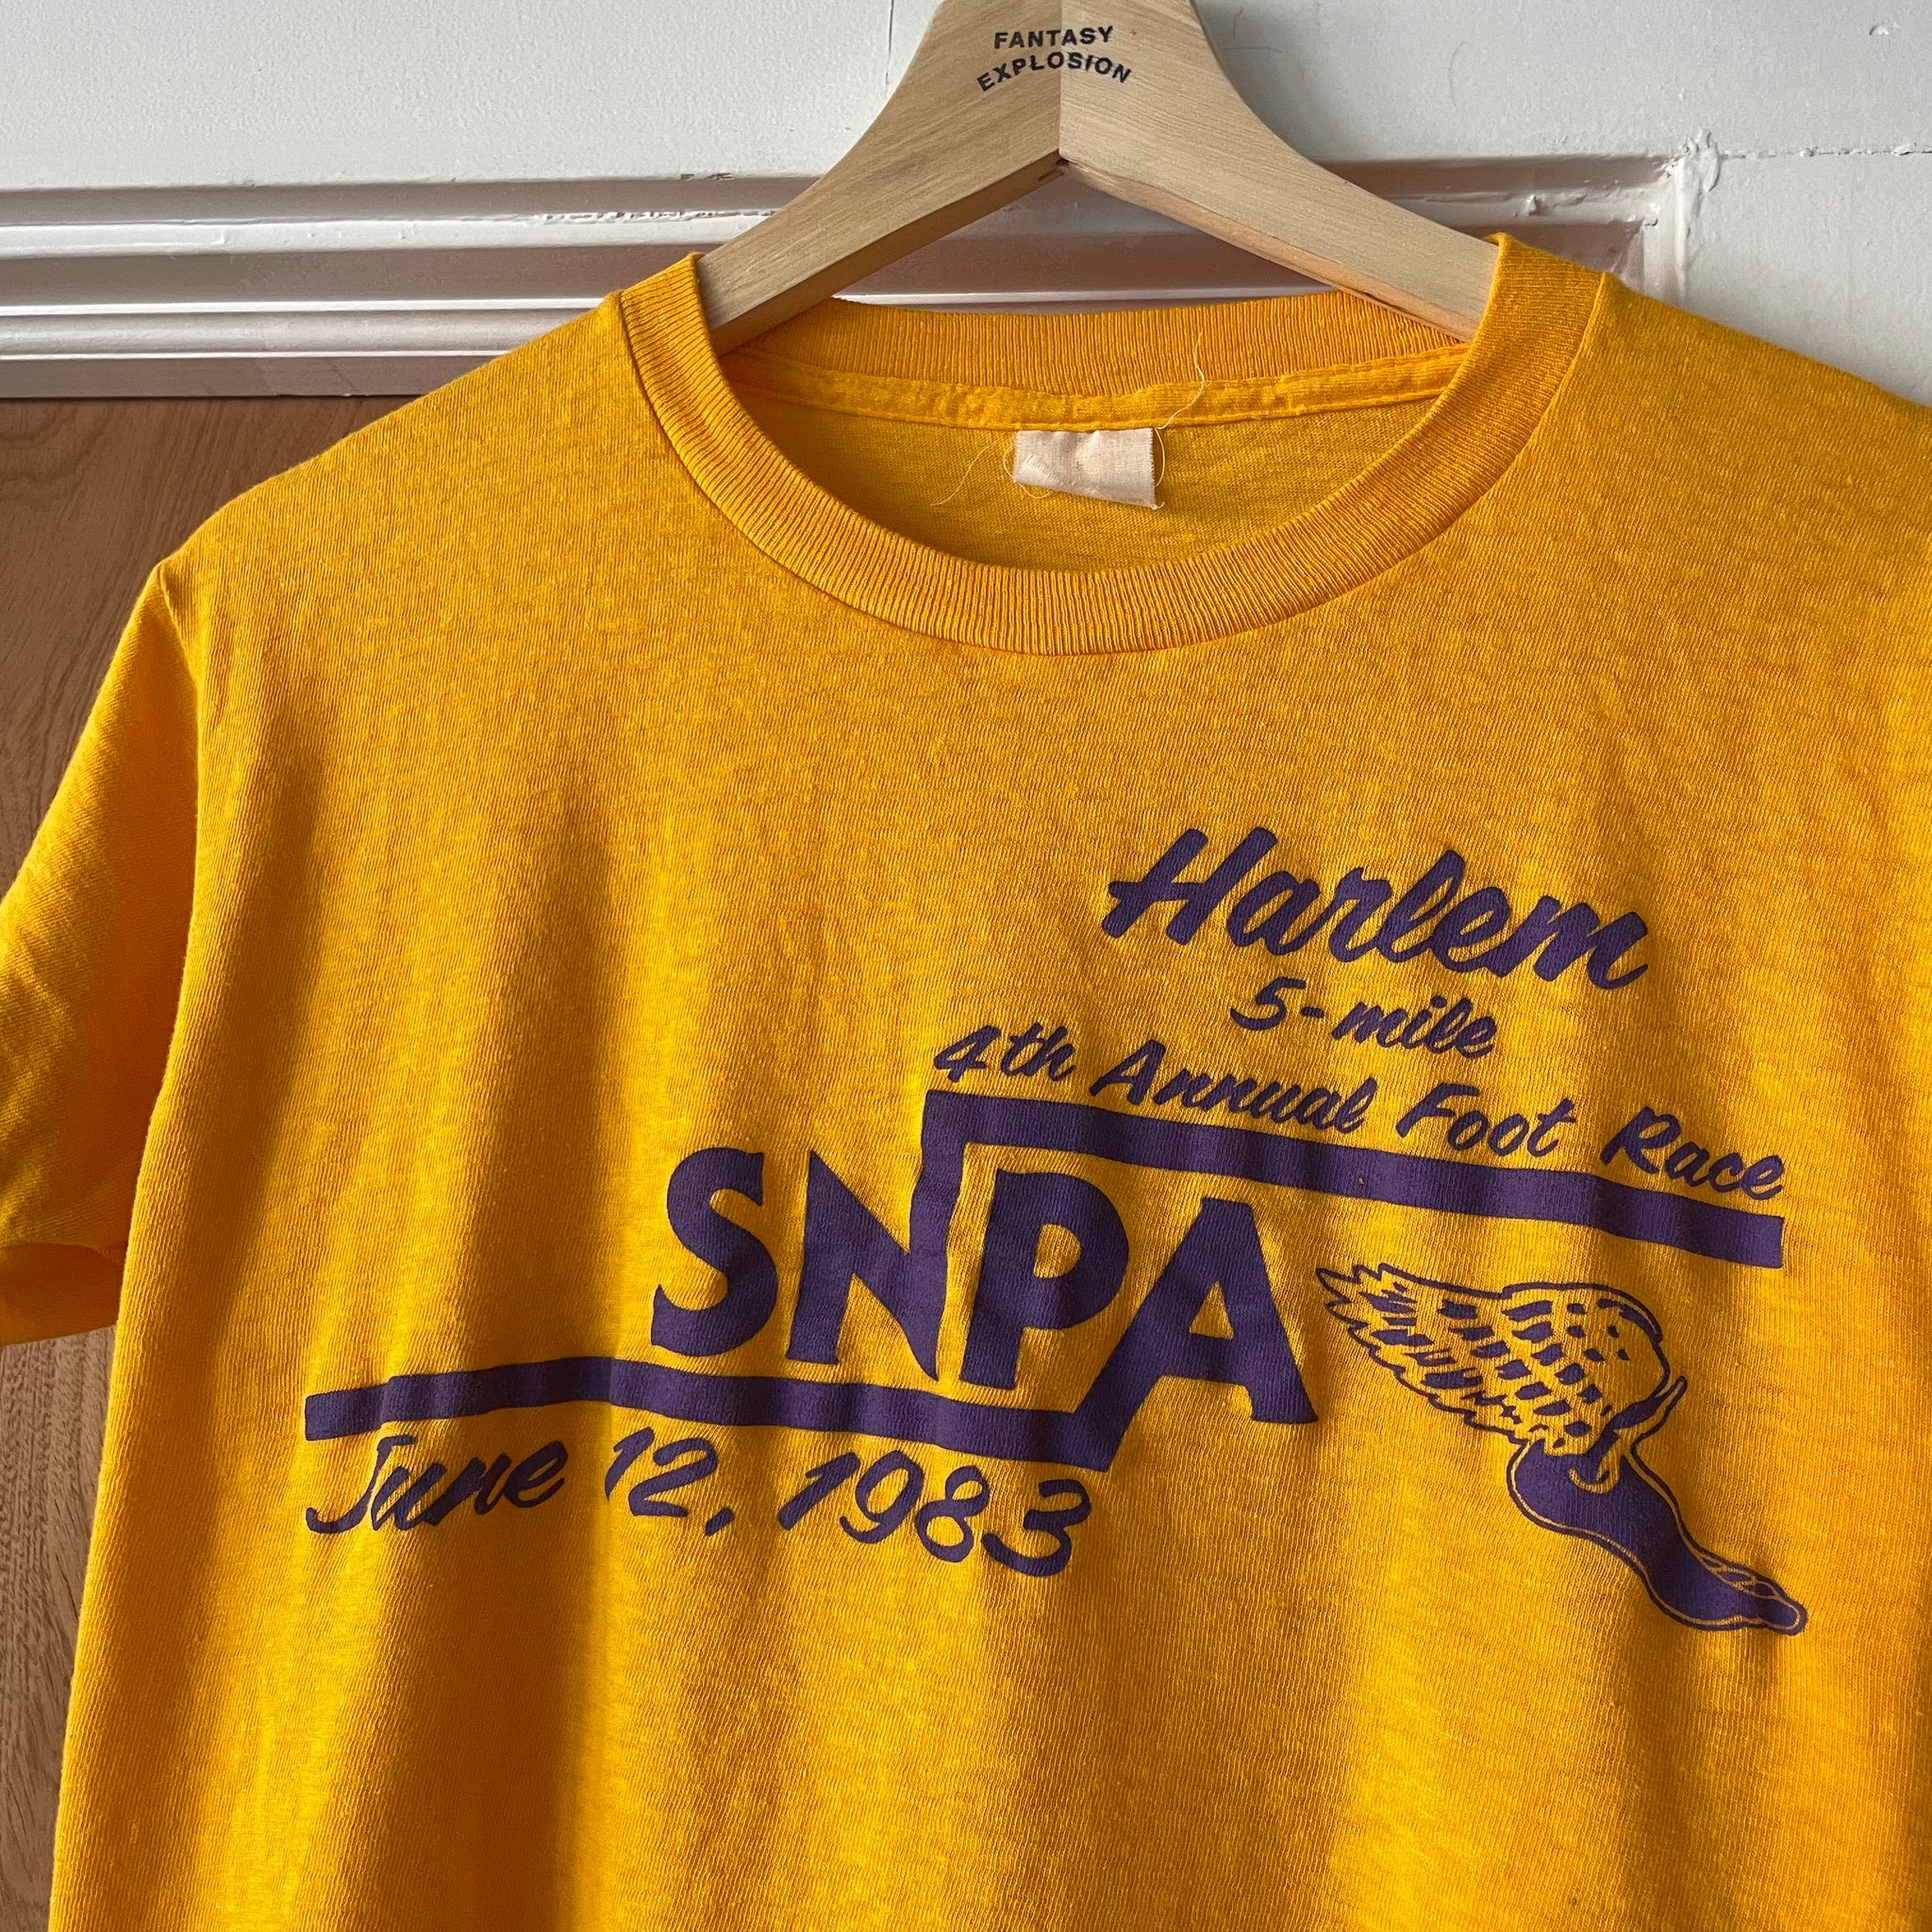 FANTASY
EXPLOSION
Harlem
5-mile
4th Annual Foot Race
SNPA
June 12, 1983